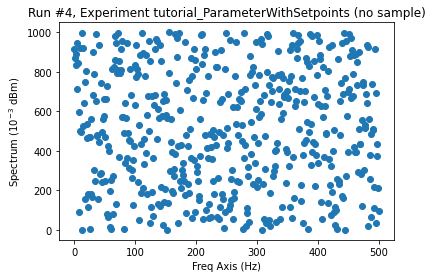 Run #4, Experiment tutorial_ParameterWithSetpoints (no sample)
1000
800
600
400
200
0
Spectrum (10⁻³ dBm)
0 100 200 300 400 500
Freq Axis (Hz)